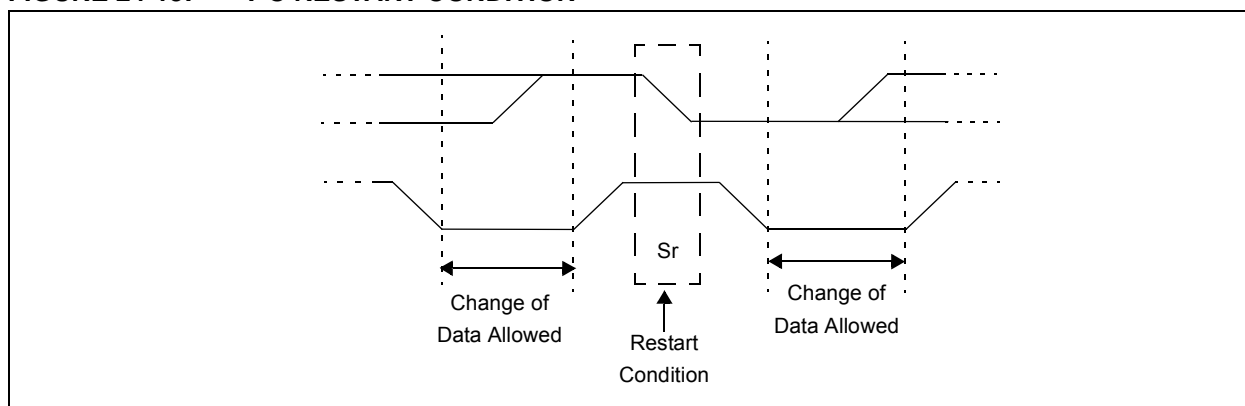 Sr
Change of
Data Allowed
Restart
Condition
Change of
Data Allowed